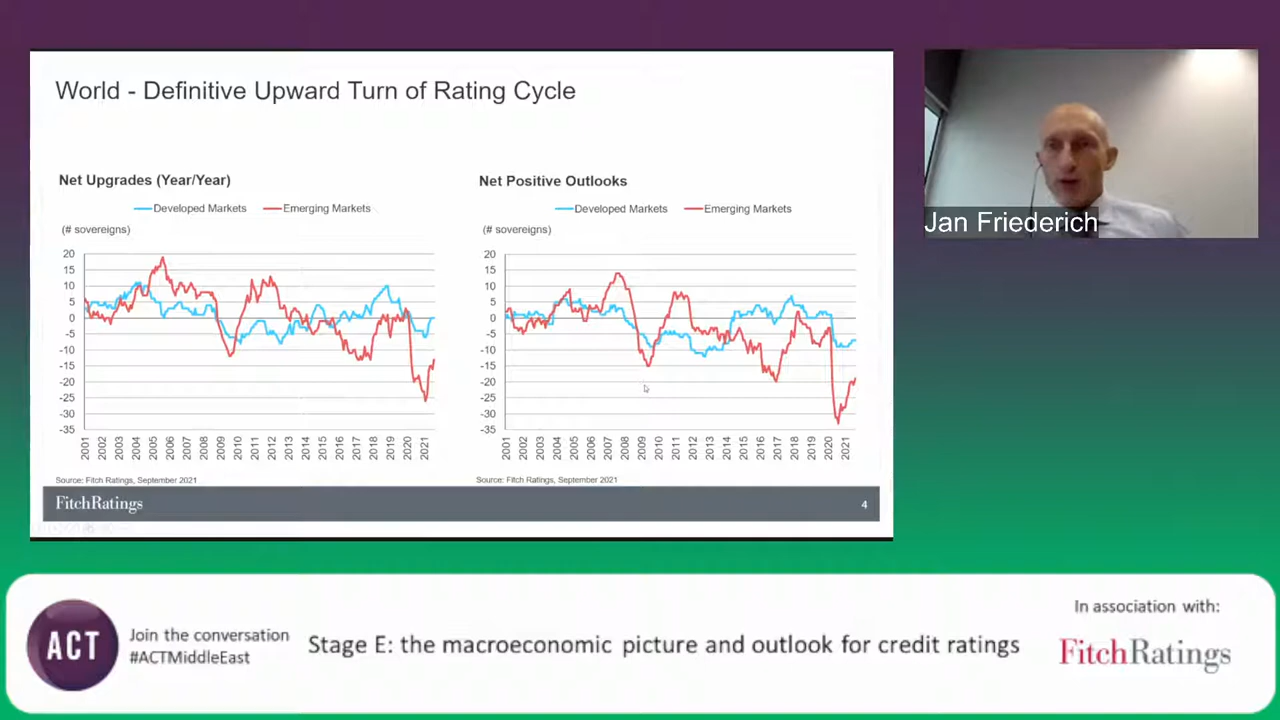 World - Definitive Upward Turn of Rating Cycle
Net Upgrades (Year/Year)
Developed Markets Emerging Markets
(# sovereigns)
20
15
10
5
0
-5
-10
-15
-20
-25
-30
-35
2001 2002 2003 2004 2005 2006 2007 2008 2009 2010 2011 2012 2013 2014 2015 2016 2017 2018 2019 2020 2021
Source: Fitch Ratings, September 2021
Net Positive Outlooks
Developed Markets Emerging Markets
(# sovereigns)
20
15
10
5
0
-5
-10
-15
-20
-25
-30
-35
2001 2002 2003 2004 2005 2006 2007 2008 2009 2010 2011 2012 2013 2014 2015 2016 2017 2018 2019 2020 2021
Source: Fitch Ratings, September 2021
FitchRatings
4
Jan Friederich
ACT
Join the conversation
#ACTMiddleEast
Stage E: the macroeconomic picture and outlook for credit ratings
In association with:
FitchRatings